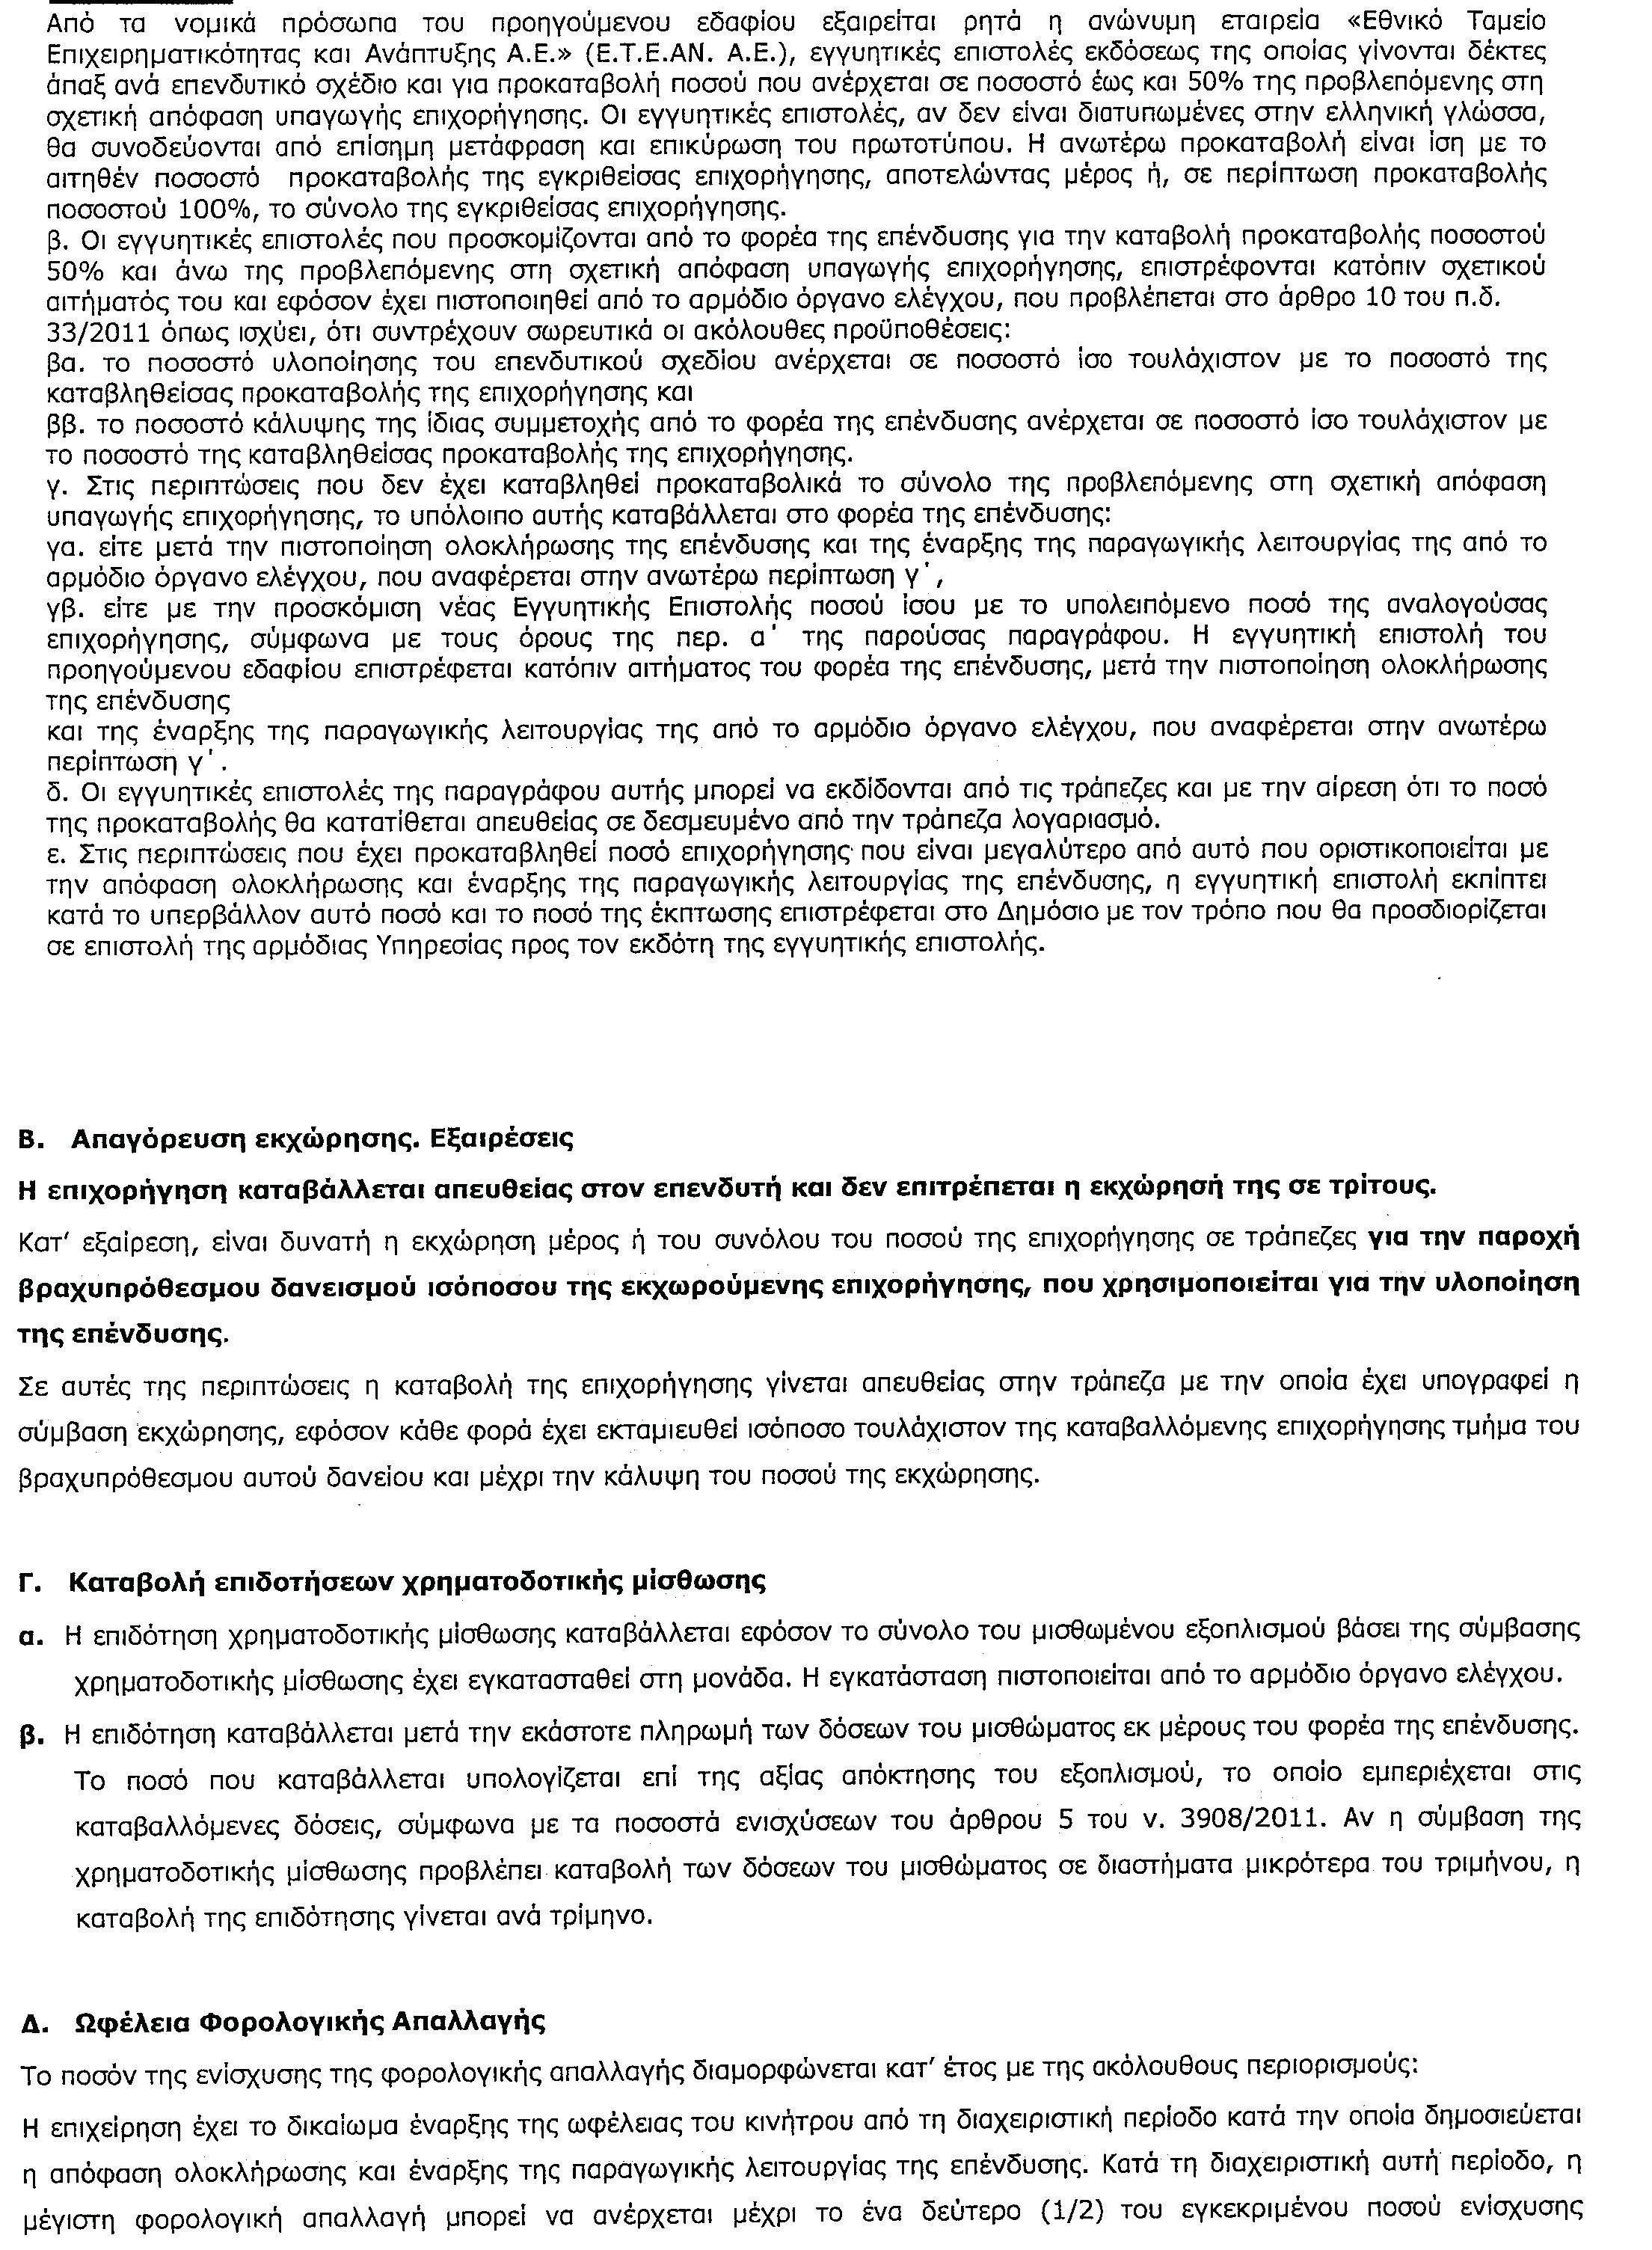 Από τα νομικά πρόσωπα του προηγούμενου εδαφίου εξαιρείται ρητά η ανώνυμη εταιρεία «Εθνικό Ταμείο
Επιχειρηματικότητας και Ανάπτυξης Α.Ε.» (Ε.Τ.Ε.ΑΝ. Α.Ε.), εγγυητικές επιστολές εκδόσεως της οποίας γίνονται δέκτες
άπαξ ανά επενδυτικό σχέδιο και για προκαταβολή ποσού που ανέρχεται σε ποσοστό έως και 50% της προβλεπόμενης στη
σχετική απόφαση υπαγωγής επιχορήγησης. Οι εγγυητικές επιστολές, αν δεν είναι διατυπωμένες στην ελληνική γλώσσα,
θα συνοδεύονται από επίσημη μετάφραση και επικύρωση του πρωτοτύπου. Η ανωτέρω προκαταβολή είναι ίση με το
αιτηθέν ποσοστό προκαταβολής της εγκριθείσας επιχορήγησης, αποτελώντας μέρος ή, σε περίπτωση προκαταβολής
ποσοστού 100%, το σύνολο της εγκριθείσας επιχορήγησης.
β. Οι εγγυητικές επιστολές που προσκομίζονται από το φορέα της επένδυσης για την καταβολή προκαταβολής ποσοστού
50% και άνω της προβλεπόμενης στη σχετική απόφαση υπαγωγής επιχορήγησης, επιστρέφονται κατόπιν σχετικού
αιτήματός του και εφόσον έχει πιστοποιηθεί από το αρμόδιο όργανο ελέγχου, που προβλέπεται στο άρθρο 10 του π.δ.
33/2011 όπως ισχύει, ότι συντρέχουν σωρευτικά οι ακόλουθες προϋποθέσεις:
βα. το ποσοστό υλοποίησης του επενδυτικού σχεδίου ανέρχεται σε ποσοστό ίσο τουλάχιστον με το ποσοστό της
καταβληθείσας προκαταβολής της επιχορήγησης και
ββ. το ποσοστό κάλυψης της ίδιας συμμετοχής από το φορέα της επένδυσης ανέρχεται σε ποσοστό ίσο τουλάχιστον με
το ποσοστό της καταβληθείσας προκαταβολής της επιχορήγησης.
γ. Στις περιπτώσεις που δεν έχει καταβληθεί προκαταβολικά το σύνολο της προβλεπόμενης στη σχετική απόφαση
υπαγωγής επιχορήγησης, το υπόλοιπο αυτής καταβάλλεται στο φορέα της επένδυσης:
γα. είτε μετά την πιστοποίηση ολοκλήρωσης της επένδυσης και της έναρξης της παραγωγικής λειτουργίας της από το
αρμόδιο όργανο ελέγχου, που αναφέρεται στην ανωτέρω περίπτωση γ΄,
γβ. είτε με την προσκόμιση νέας Εγγυητικής Επιστολής ποσού ίσου με το υπολειπόμενο ποσό της αναλογούσας
επιχορήγησης, σύμφωνα με τους όρους της περ. α΄ της παρούσας παραγράφου. Η εγγυητική επιστολή του
προηγούμενου εδαφίου επιστρέφεται κατόπιν αιτήματος του φορέα της επένδυσης, μετά την πιστοποίηση ολοκλήρωσης
της επένδυσης
και της έναρξης της παραγωγικής λειτουργίας της από το αρμόδιο όργανο ελέγχου, που αναφέρεται στην ανωτέρω
περίπτωση γ΄.
δ. Οι εγγυητικές επιστολές της παραγράφου αυτής μπορεί να εκδίδονται από τις τράπεζες και με την αίρεση ότι το ποσό
της προκαταβολής θα κατατίθεται απευθείας σε δεσμευμένο από την τράπεζα λογαριασμό.
ε. Στις περιπτώσεις που έχει προκαταβληθεί ποσό επιχορήγησης που είναι μεγαλύτερο από αυτό που οριστικοποιείται με
την απόφαση ολοκλήρωσης και έναρξης της παραγωγικής λειτουργίας της επένδυσης, η εγγυητική επιστολή εκπίπτει
κατά το υπερβάλλον αυτό ποσό και το ποσό της έκπτωσης επιστρέφεται στο Δημόσιο με τον τρόπο που θα προσδιορίζεται
σε επιστολή της αρμόδιας Υπηρεσίας προς τον εκδότη της εγγυητικής επιστολής.
Β. Απαγόρευση εκχώρησης. Εξαιρέσεις
Η επιχορήγηση καταβάλλεται απευθείας στον επενδυτή και δεν επιτρέπεται η εκχώρησή της σε τρίτους.
Κατ' εξαίρεση, είναι δυνατή η εκχώρηση μέρος ή του συνόλου του ποσού της επιχορήγησης σε τράπεζες για την παροχή
βραχυπρόθεσμου δανεισμού ισόποσου της εκχωρούμενης επιχορήγησης, που χρησιμοποιείται για την υλοποίηση
της επένδυσης.
Σε αυτές της περιπτώσεις η καταβολή της επιχορήγησης γίνεται απευθείας στην τράπεζα με την οποία έχει υπογραφεί η
σύμβαση εκχώρησης, εφόσον κάθε φορά έχει εκταμιευθεί ισόποσο τουλάχιστον της καταβαλλόμενης επιχορήγησης τμήμα του
βραχυπρόθεσμου αυτού δανείου και μέχρι την κάλυψη του ποσού της εκχώρησης.
Γ. Καταβολή επιδοτήσεων χρηματοδοτικής μίσθωσης
α. Η επιδότηση χρηματοδοτικής μίσθωσης καταβάλλεται εφόσον το σύνολο του μισθωμένου εξοπλισμού βάσει της σύμβασης
χρηματοδοτικής μίσθωσης έχει εγκατασταθεί στη μονάδα. Η εγκατάσταση πιστοποιείται από το αρμόδιο όργανο ελέγχου.
β. Η επιδότηση καταβάλλεται μετά την εκάστοτε πληρωμή των δόσεων του μισθώματος εκ μέρους του φορέα της επένδυσης.
Το ποσό που καταβάλλεται υπολογίζεται επί της αξίας απόκτησης του εξοπλισμού, το οποίο εμπεριέχεται στις
καταβαλλόμενες δόσεις, σύμφωνα με τα ποσοστά ενισχύσεων του άρθρου 5 του ν. 3908/2011. Αν η σύμβαση της
χρηματοδοτικής μίσθωσης προβλέπει καταβολή των δόσεων του μισθώματος σε διαστήματα μικρότερα του τριμήνου, η
καταβολή της επιδότησης γίνεται ανά τρίμηνο.
Δ. Ωφέλεια Φορολογικής Απαλλαγής
Το ποσόν της ενίσχυσης της φορολογικής απαλλαγής διαμορφώνεται κατ' έτος με της ακόλουθους περιορισμούς:
Η επιχείρηση έχει το δικαίωμα έναρξης της ωφέλειας του κινήτρου από τη διαχειριστική περίοδο κατά την οποία δημοσιεύεται
η απόφαση ολοκλήρωσης και έναρξης της παραγωγικής λειτουργίας της επένδυσης. Κατά τη διαχειριστική αυτή περίοδο, η
μέγιστη φορολογική απαλλαγή μπορεί να ανέρχεται μέχρι το ένα δεύτερο (1/2) του εγκεκριμένου ποσού ενίσχυσης